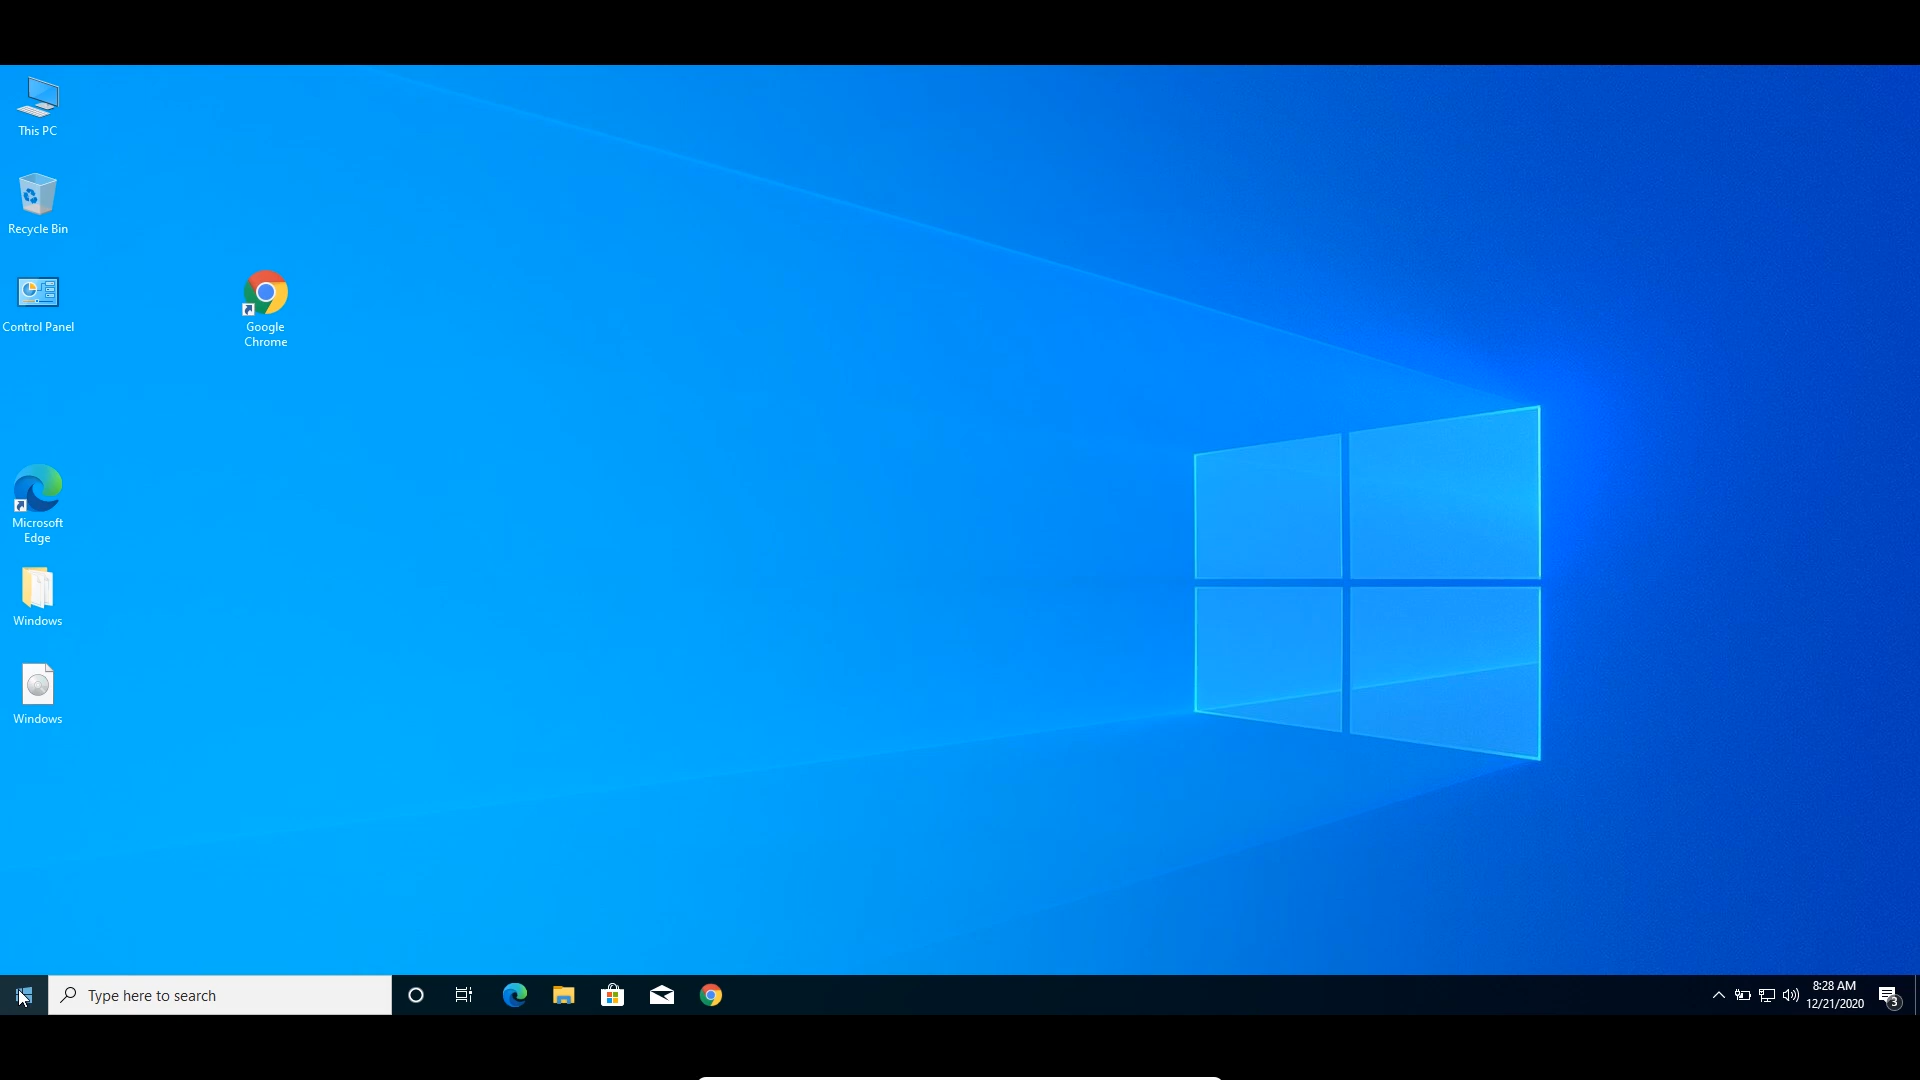 This PC
Recycle Bin
Control Panel
Google
Chrome
Microsoft
Edge
Windows
Windows
Type here to search
8:28 AM
12/21/2020
3